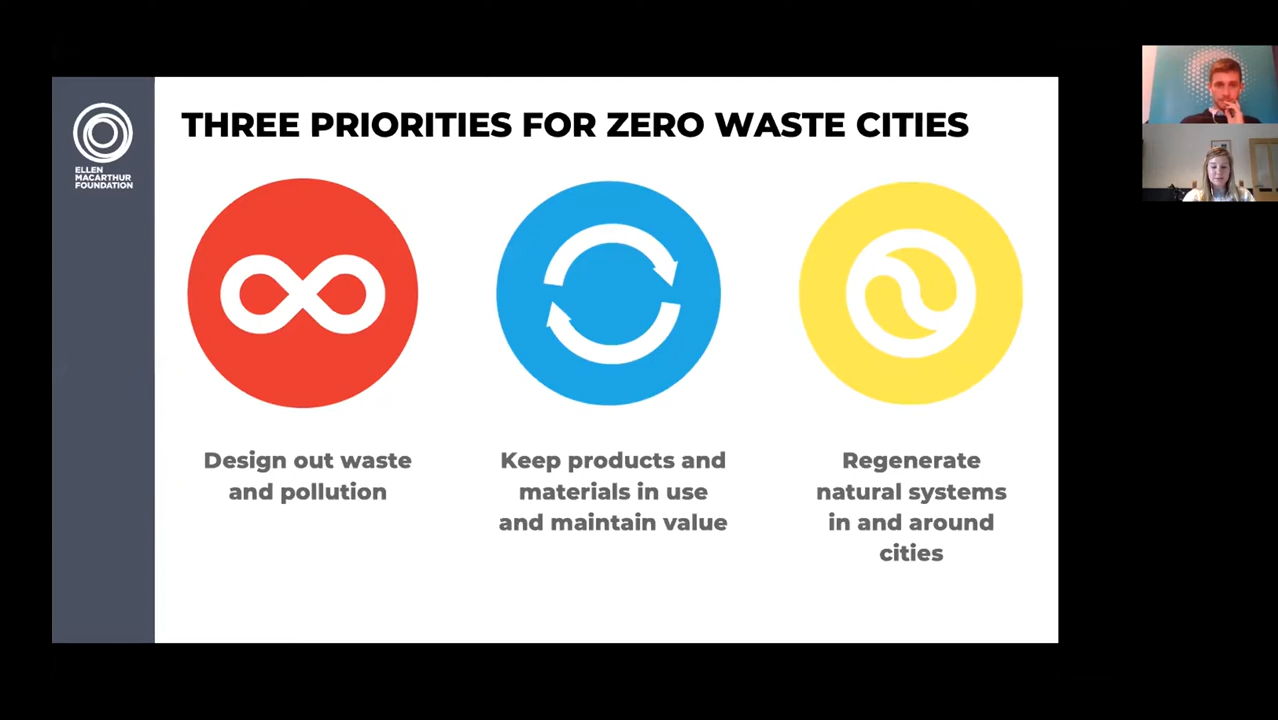 THREE PRIORITIES FOR ZERO WASTE CITIES
ELLEN
MACARTHUR
FOUNDATION
Design out waste
and pollution
Keep products and
materials in use
and maintain value
Regenerate
natural systems
in and around
cities